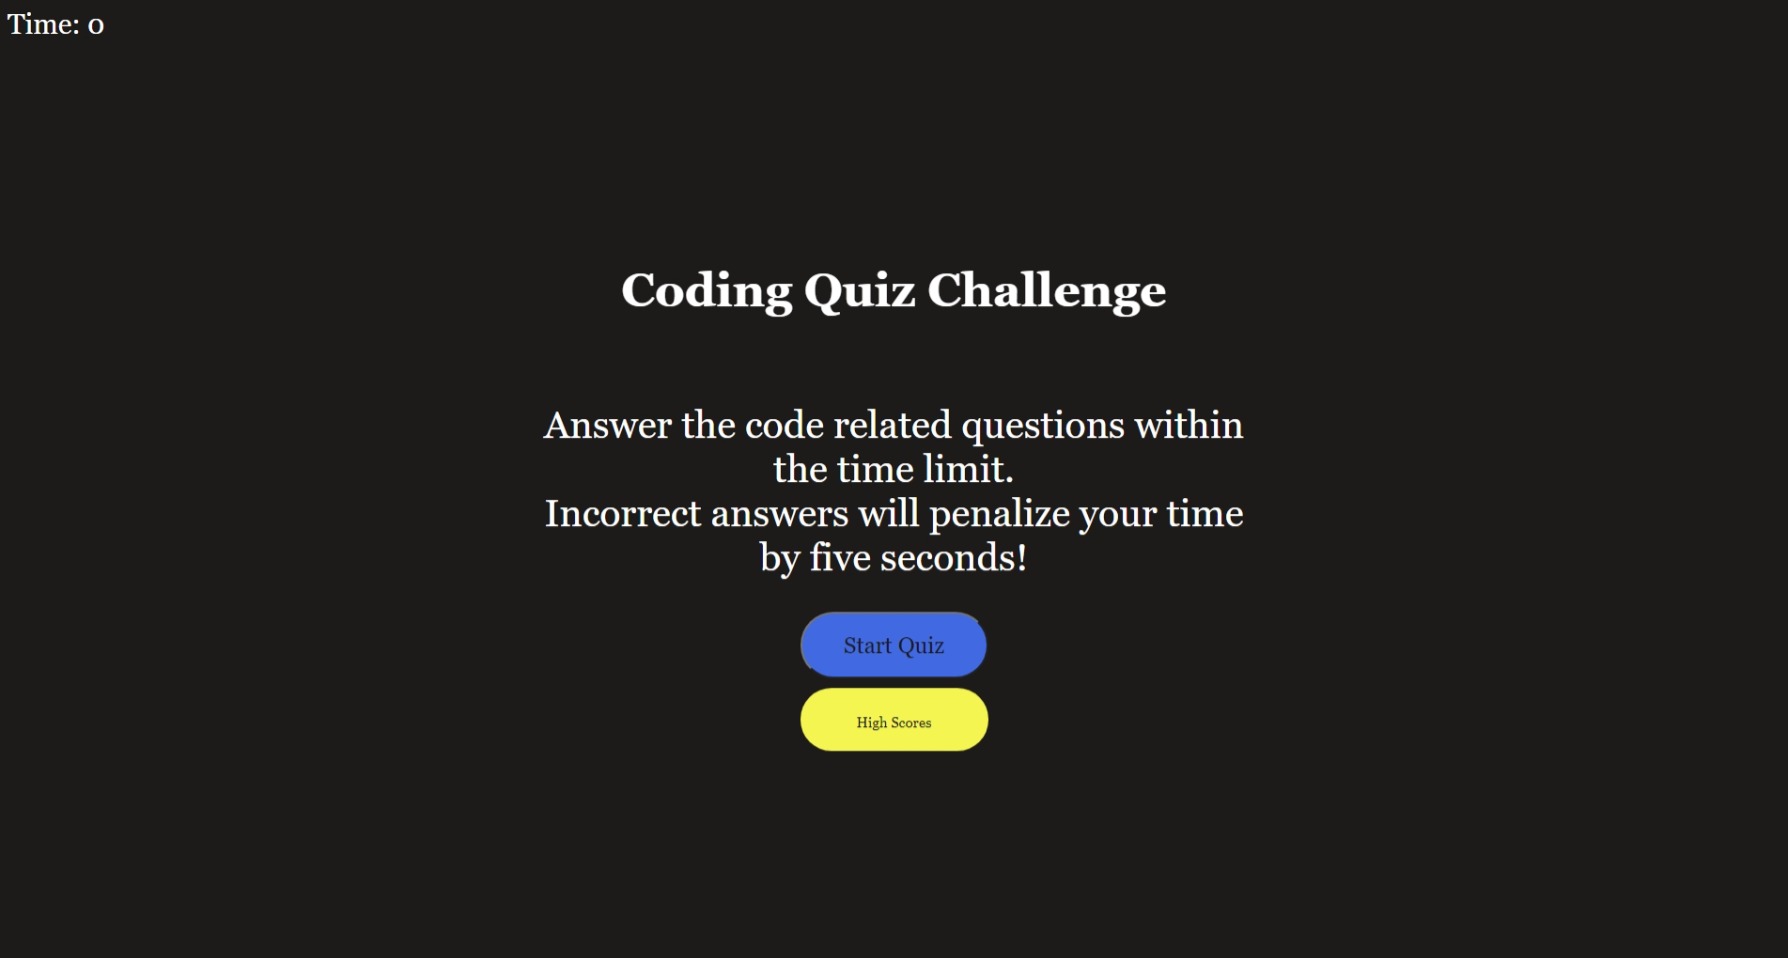 Time: 0
Coding Quiz Challenge
Answer the code related questions within
the time limit.
Incorrect answers will penalize your time
by five seconds!
Start Quiz
High Scores